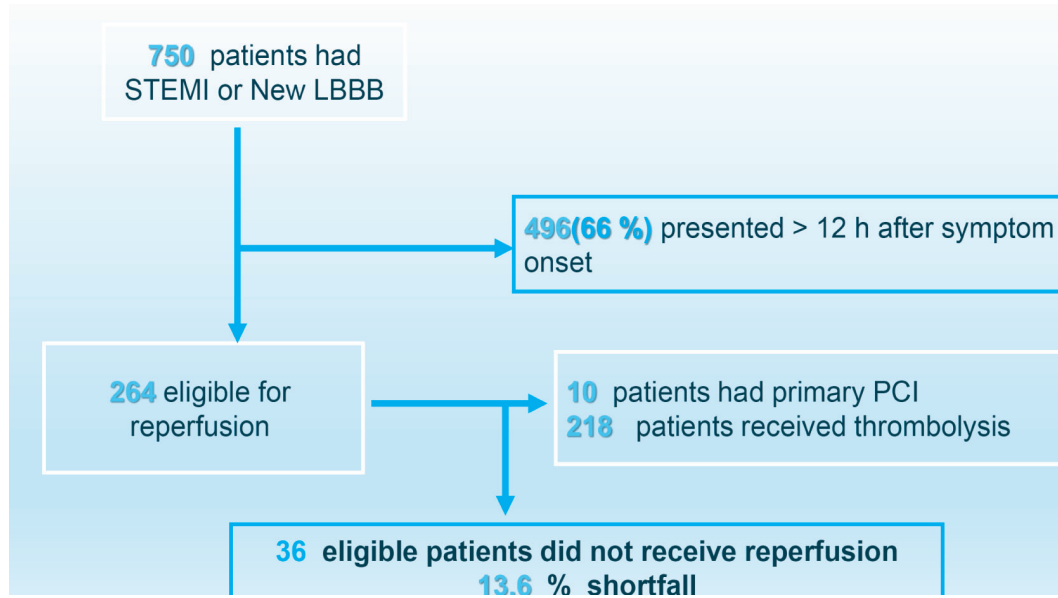 750 patients had
STEMI or New LBBB
496(66 %) presented > 12 h after symptom
onset
264 eligible for
reperfusion
10 patients had primary PCI
218 patients received thrombolysis
36 eligible patients did not receive reperfusion
13.6 % shortfall